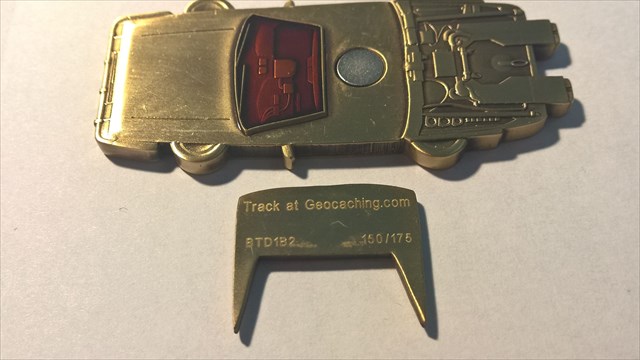 Track at Geocaching.com
BTD1B2 150/175